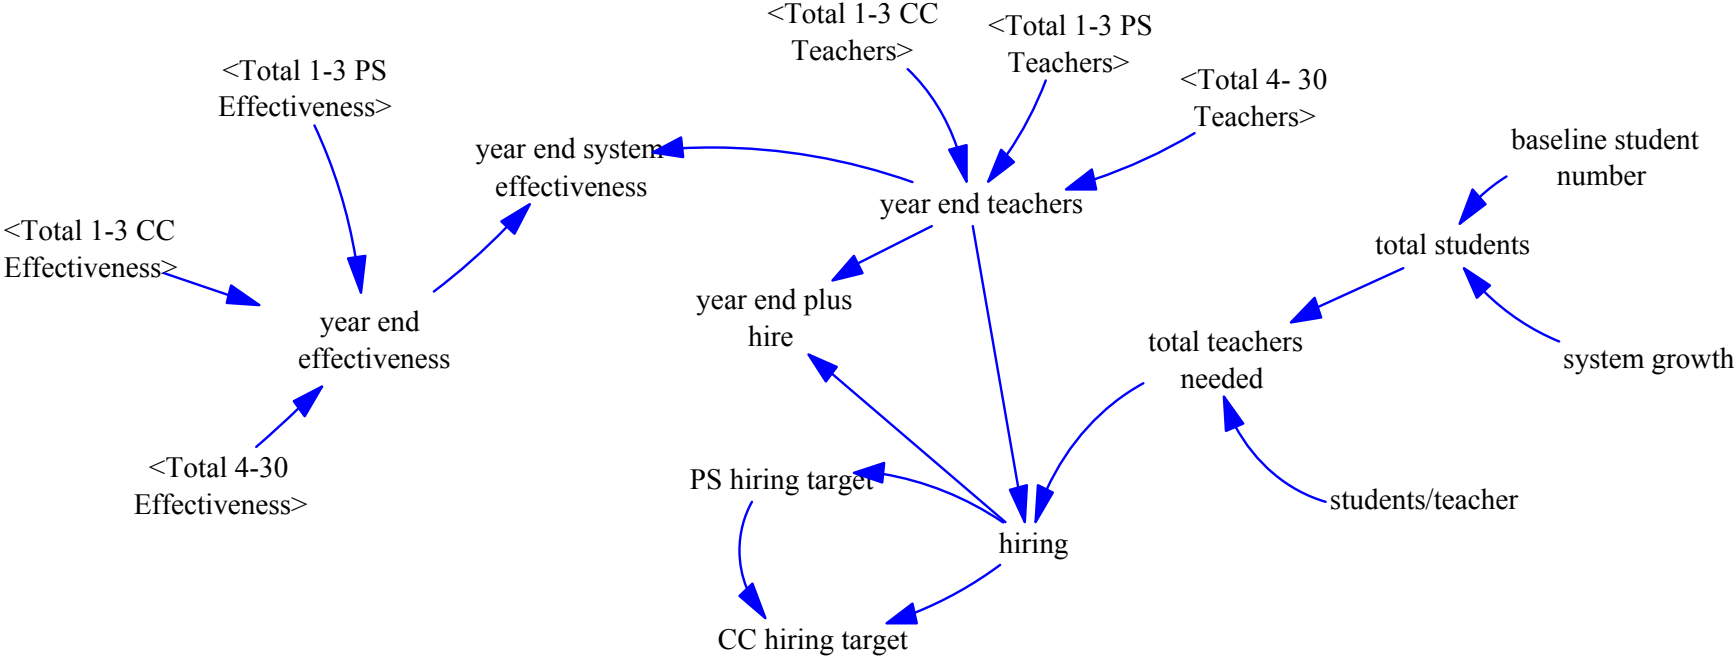 <Total 1-3 CC
Teachers>
<Total 1-3 PS
Teachers>
<Total 4- 30
Teachers>
<Total 1-3 PS
Effectiveness>
year end system
effectiveness
baseline student
number
year end teachers
<Total 1-3 CC
Effectiveness>
total students
year end plus
hire
year end
effectiveness
total teachers
needed
system growth
<Total 4-30
Effectiveness>
PS hiring target
students/teacher
hiring
CC hiring target